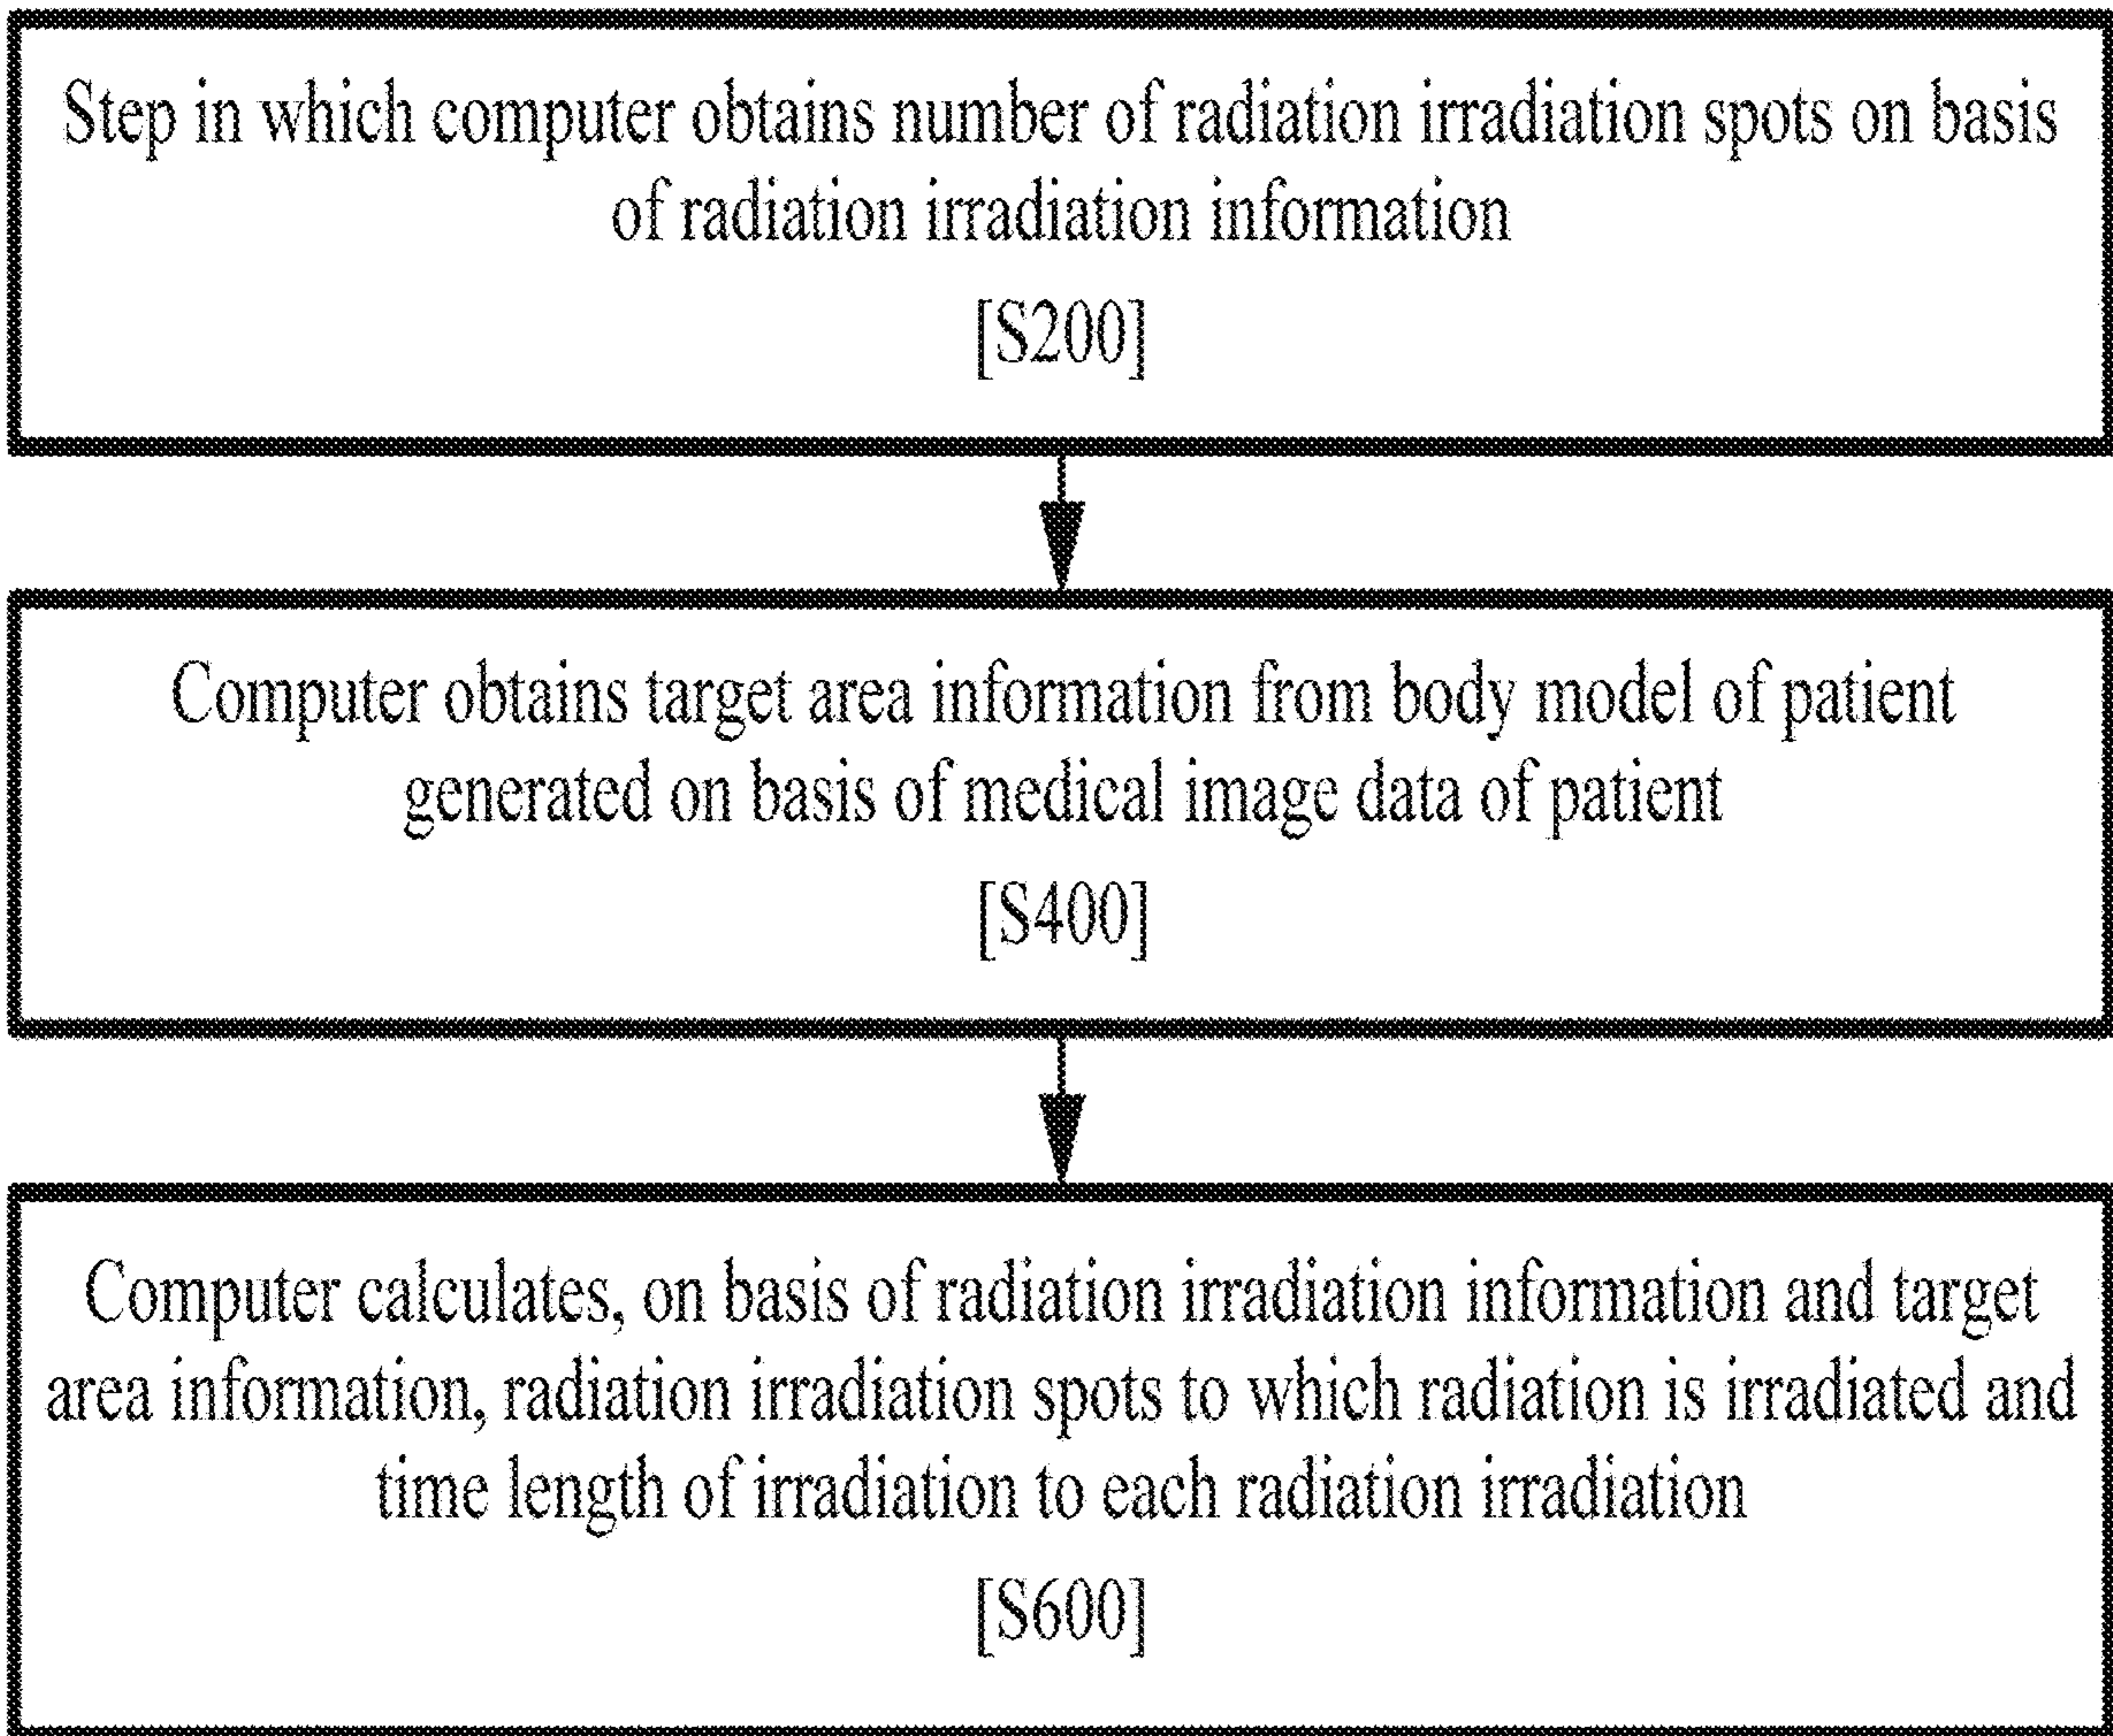 Step in which computer obtains number of radiation irradiation spots on basis
of radiation irradiation information
[S200]
Computer obtains target area information from body model of patient
generated on basis of medical image data of patient
[S400]
Computer calculates, on basis of radiation irradiation information and target
area information, radiation irradiation spots to which radiation is irradiated and
time length of irradiation to each radiation irradiation
[S600]